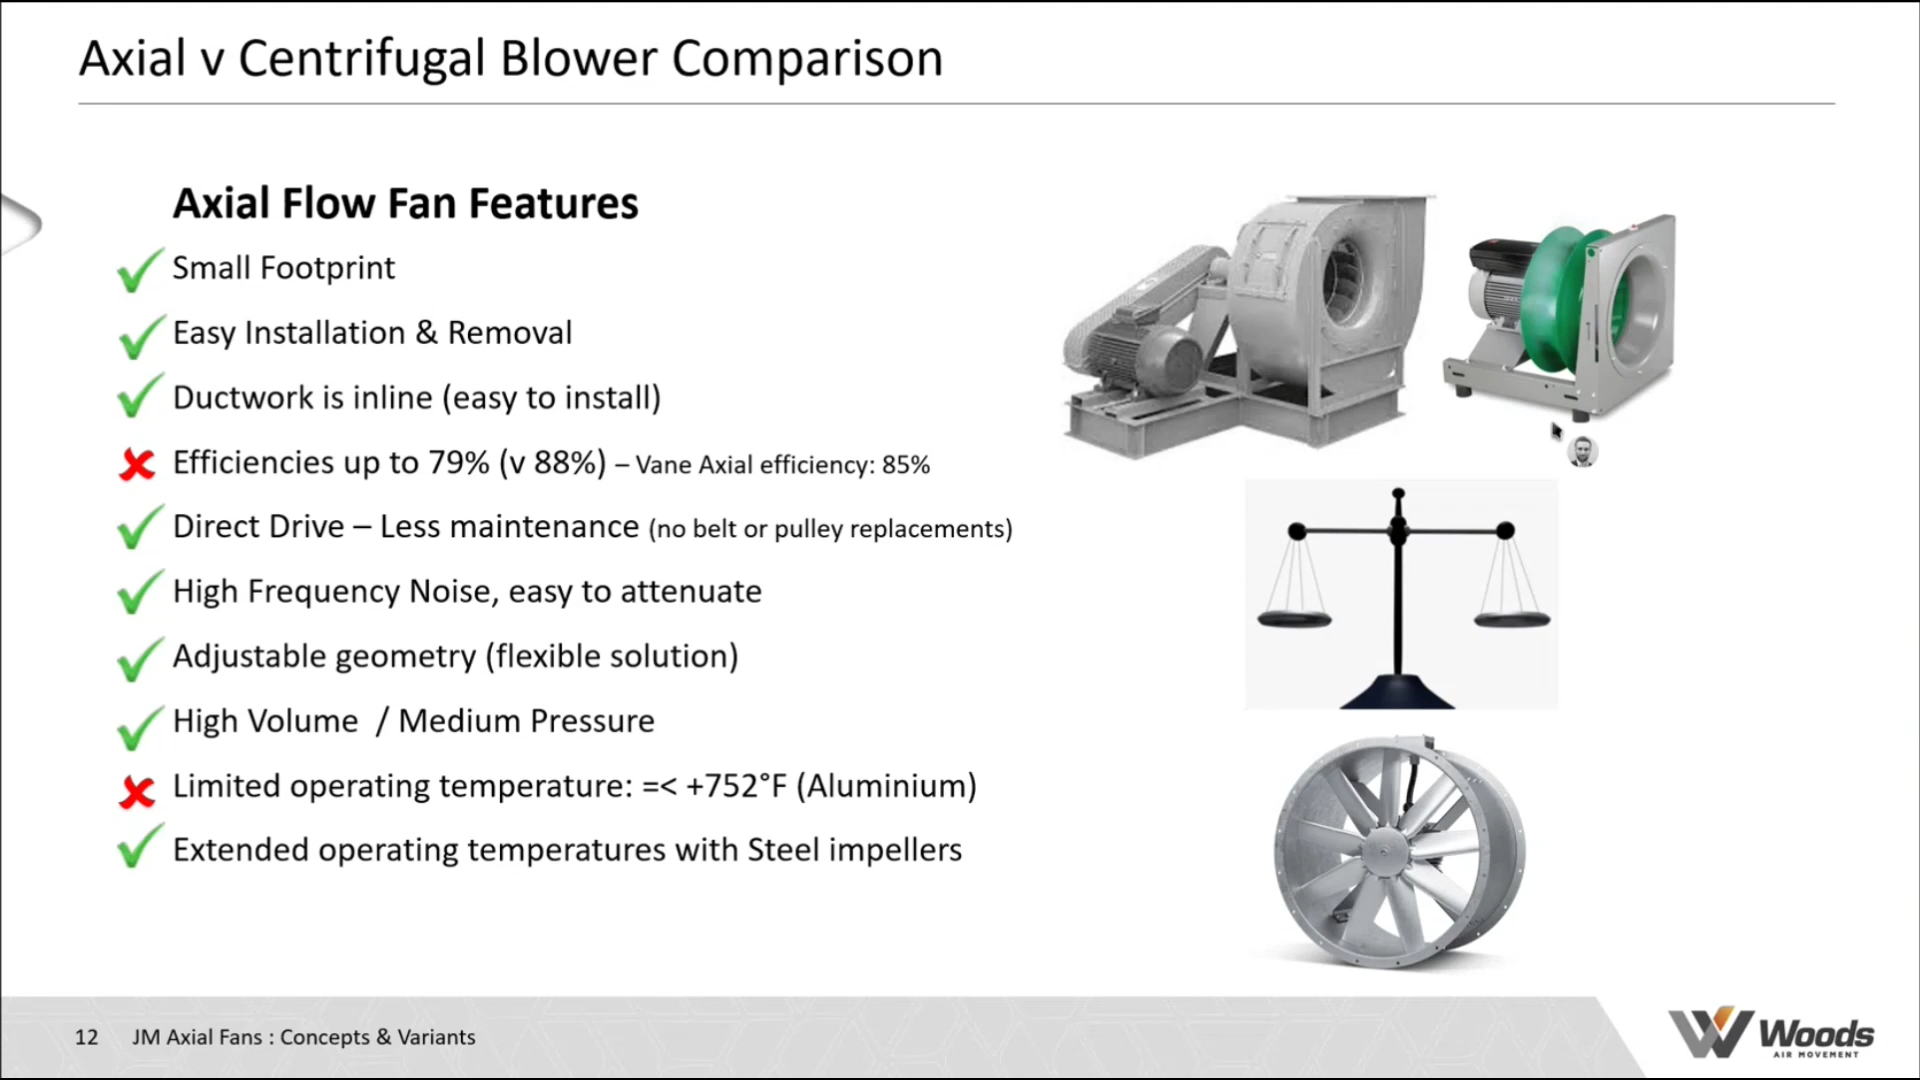 Axial v Centrifugal Blower Comparison
Axial Flow Fan Features
Small Footprint
Easy Installation & Removal
Ductwork is inline (easy to install)
Efficiencies up to 79% (v 88%) – Vane Axial efficiency: 85%
Direct Drive – Less maintenance (no belt or pulley replacements)
High Frequency Noise, easy to attenuate
Adjustable geometry (flexible solution)
High Volume / Medium Pressure
Limited operating temperature: =< +752°F (Aluminium)
Extended operating temperatures with Steel impellers
12 JM Axial Fans : Concepts & Variants
Woods
AIR MOVEMENT